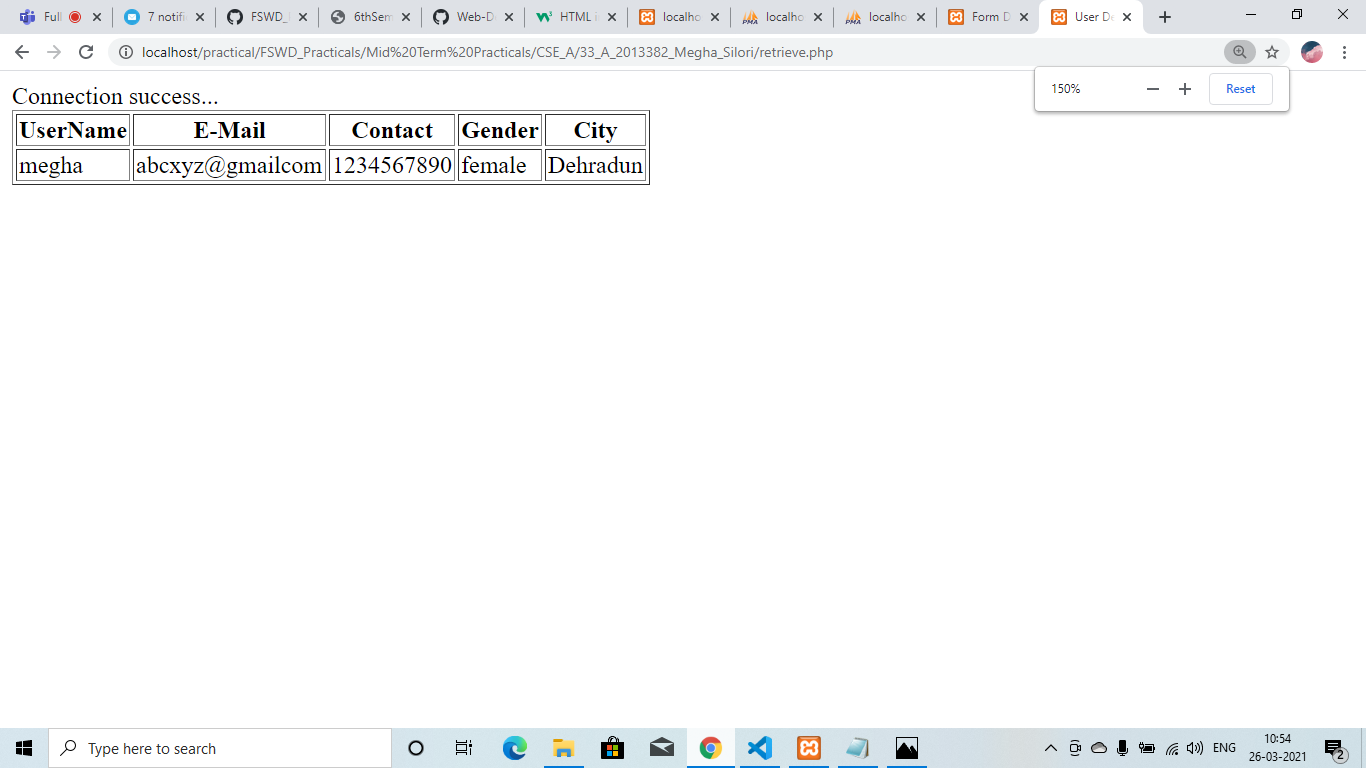 Full
7 notifi
FSWD_
6thSem
Web-D
HTML i
localho
localho
localho
Form D
User De
localhost/practical/FSWD_Practicals/Mid%20Term%20Practicals/CSE_A/33_A_2013382_Megha_Silori/retrieve.php
150%
Reset
Connection success...
UserName E-Mail Contact Gender City
megha abcxyz@gmailcom 1234567890 female Dehradun
Type here to search
ENG
10:54
26-03-2021
2